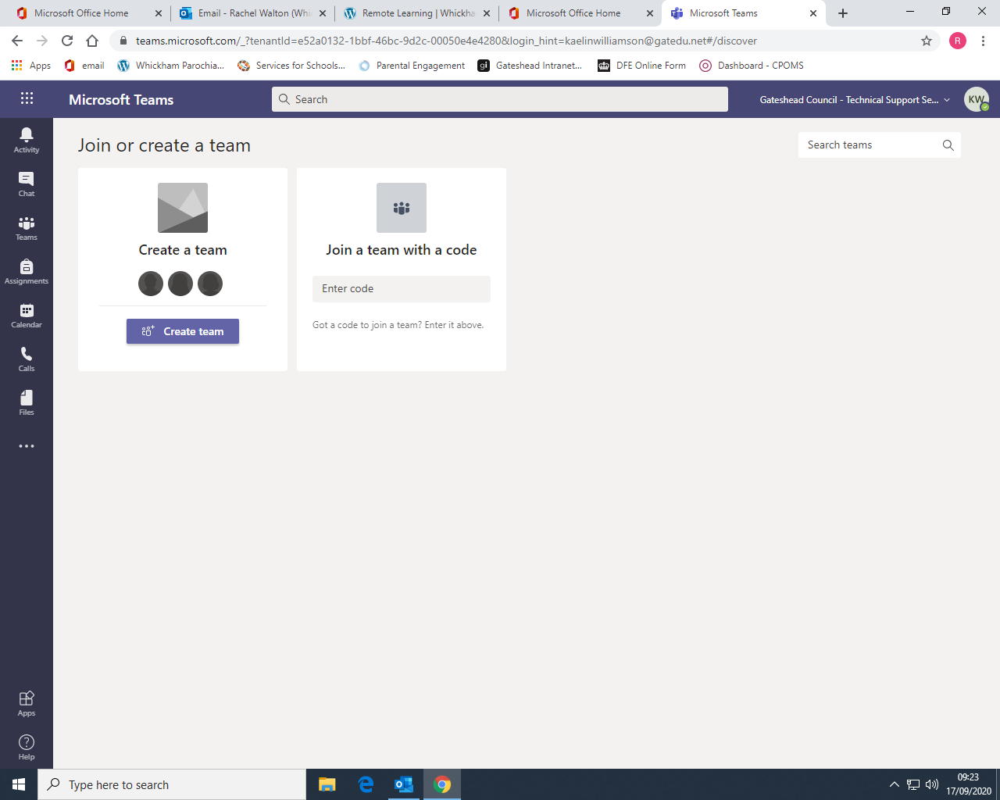 Microsoft Office Home
Email - Rachel Walton (Whi
Remote Learning | Whickha
Microsoft Office Home
Microsoft Teams
teams.microsoft.com/_?tenantId=e52a0132-1bbf-46bc-9d2c-00050e4e4280&login_hint=kaelinwilliamson@gatedu.net#/discover
R
Apps
email
Whickham Parochia...
Services for Schools...
Parental Engagement
gi
Gateshead Intranet...
DFE Online Form
Dashboard - CPOMS
Microsoft Teams
Search
Gateshead Council - Technical Support Se...
KW
Activity
Chat
Teams
Assignments
Calendar
Calls
Files
Apps
Help
Join or create a team
Search teams
Create a team
Create team
Join a team with a code
Enter code
Got a code to join a team? Enter it above.
Type here to search
09:23
17/09/2020